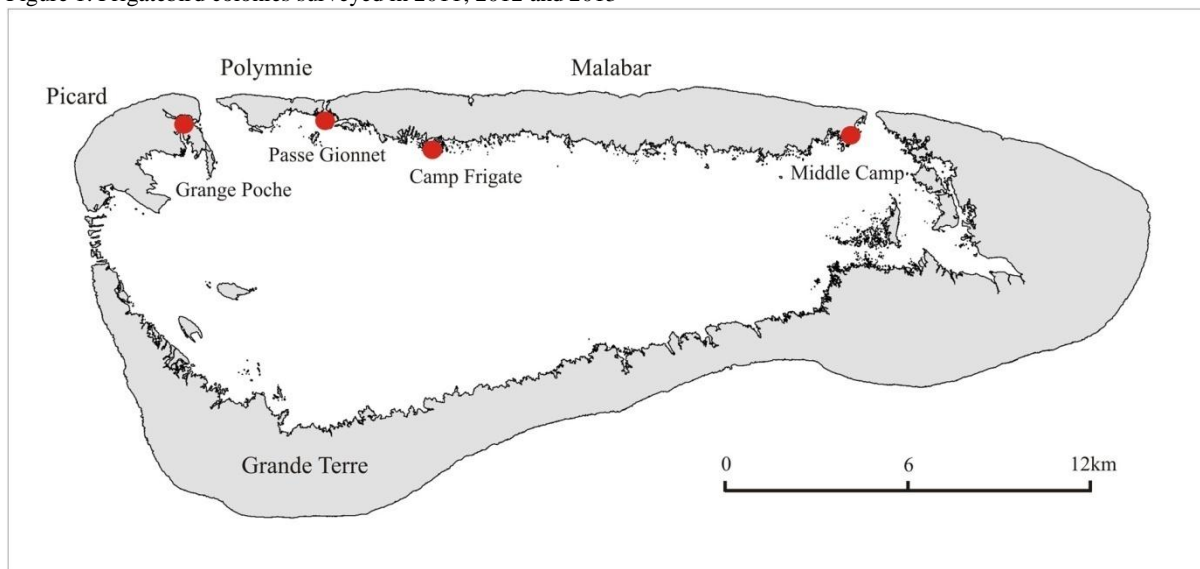 Figure 1. Frigatebird colonies surveyed in 2011, 2012 and 2013
Polymnie
Malabar
Picard
Passe Gionnet
Camp Frigate
Middle Camp
Grange Poche
Grande Terre
0
6
12km